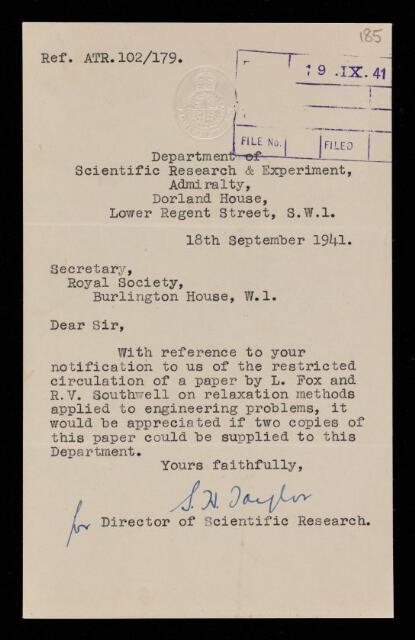 185
Ref. ATR.102/179.
19 .IX. 41
FILE No.
FILED
Department of
Scientific Research & Experiment,
Admiralty,
Dorland House,
Lower Regent Street, S.W.1.
18th September 1941.
Secretary,
Royal Society,
Burlington House, W.1.
Dear Sir,
With reference to your
notification to us of the restricted
circulation of a paper by L. Fox and
R.V. Southwell on relaxation methods
applied to engineering problems, it
would be appreciated if two copies of
this paper could be supplied to this
Department.
Yours faithfully,
S. H. Taylor
for Director of Scientific Research.